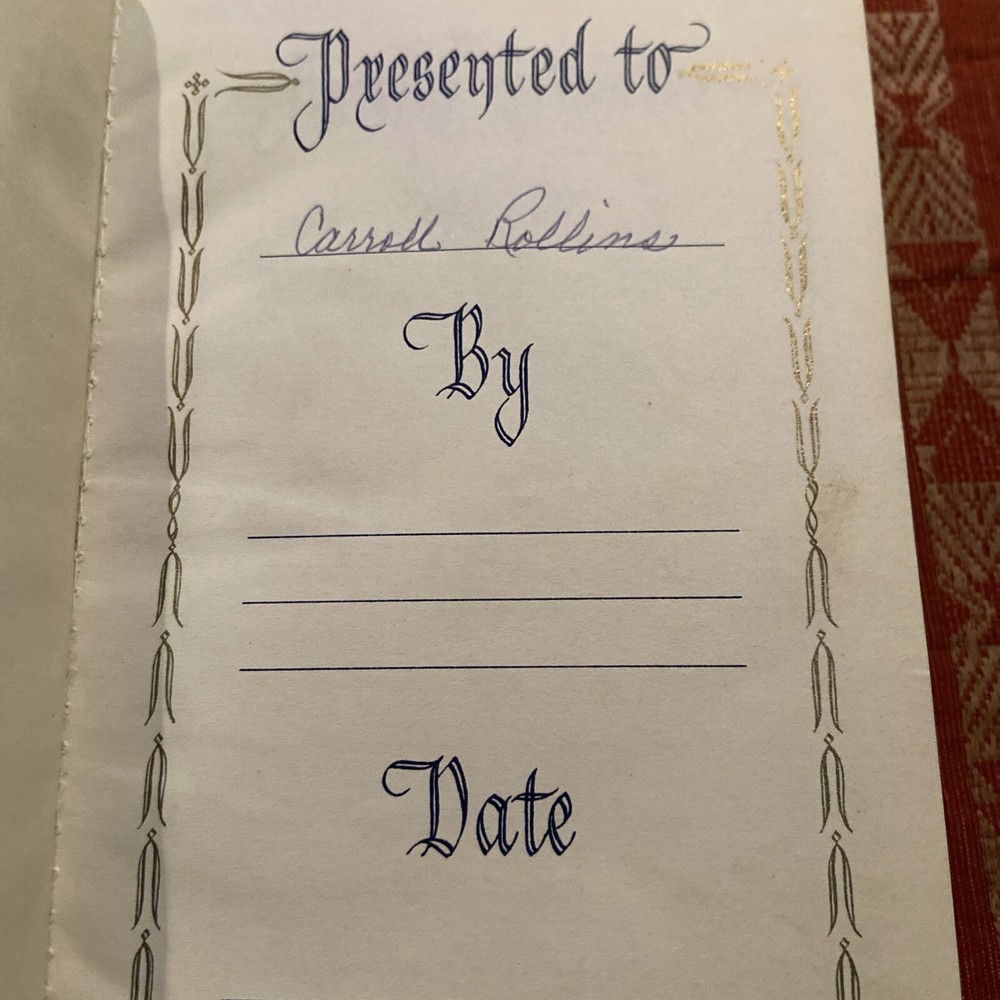 Presented to
Carroll Rollins
By
Date